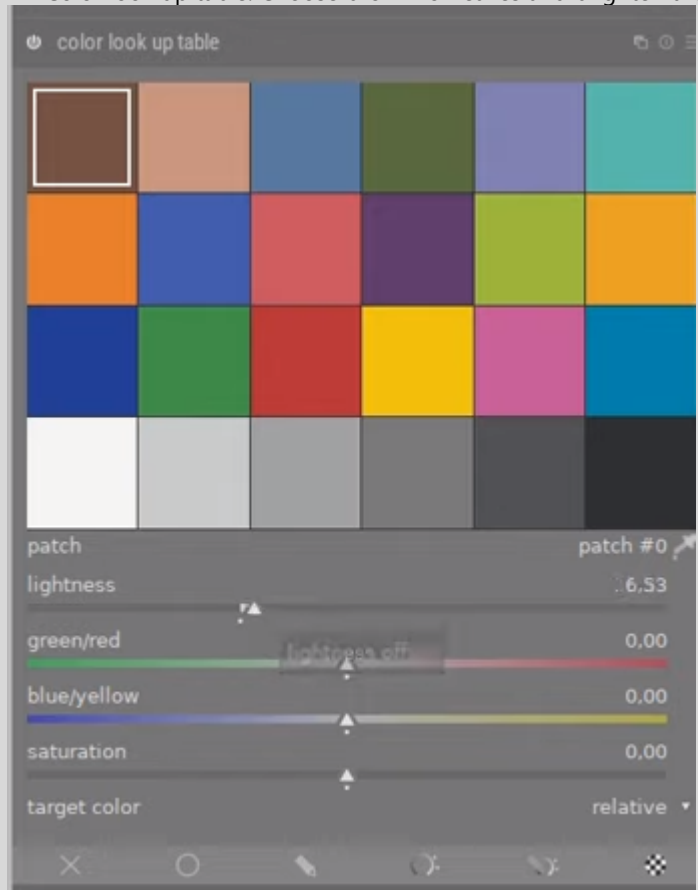 color look up table
patch patch #0
lightness 6,53
green/red 0,00
blue/yellow 0,00
saturation 0,00
target color relative